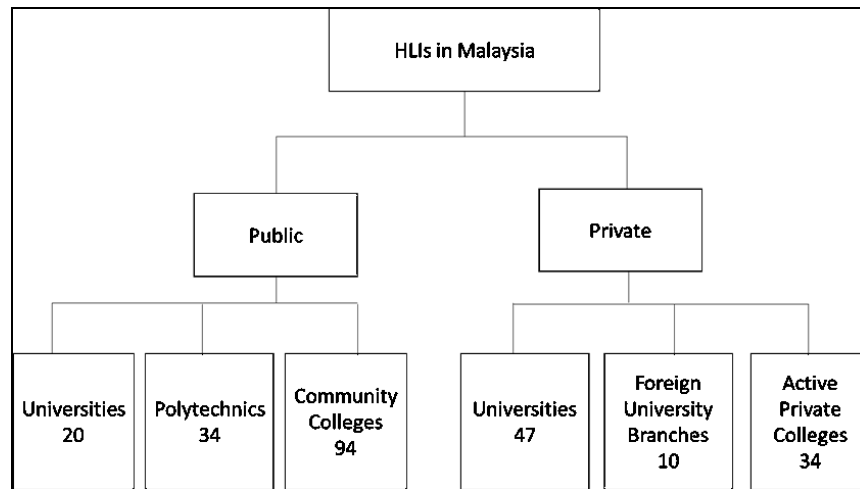 HLIs in Malaysia
Public
Private
Universities
20
Polytechnics
34
Community
Colleges
94
Universities
47
Foreign
University
Branches
10
Active
Private
Colleges
34